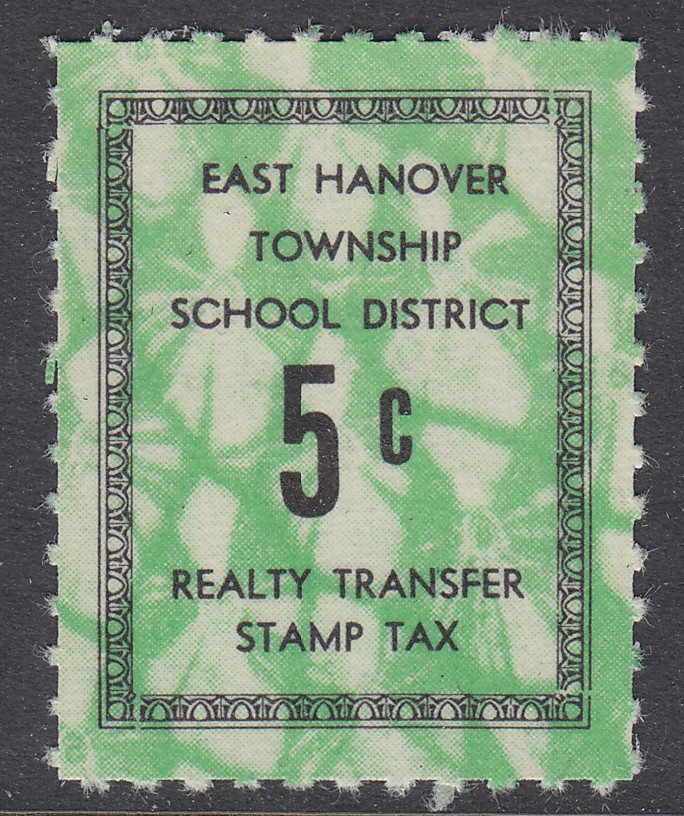 EAST HANOVER
TOWNSHIP
SCHOOL DISTRICT
5 C
REALTY TRANSFER
STAMP TAX